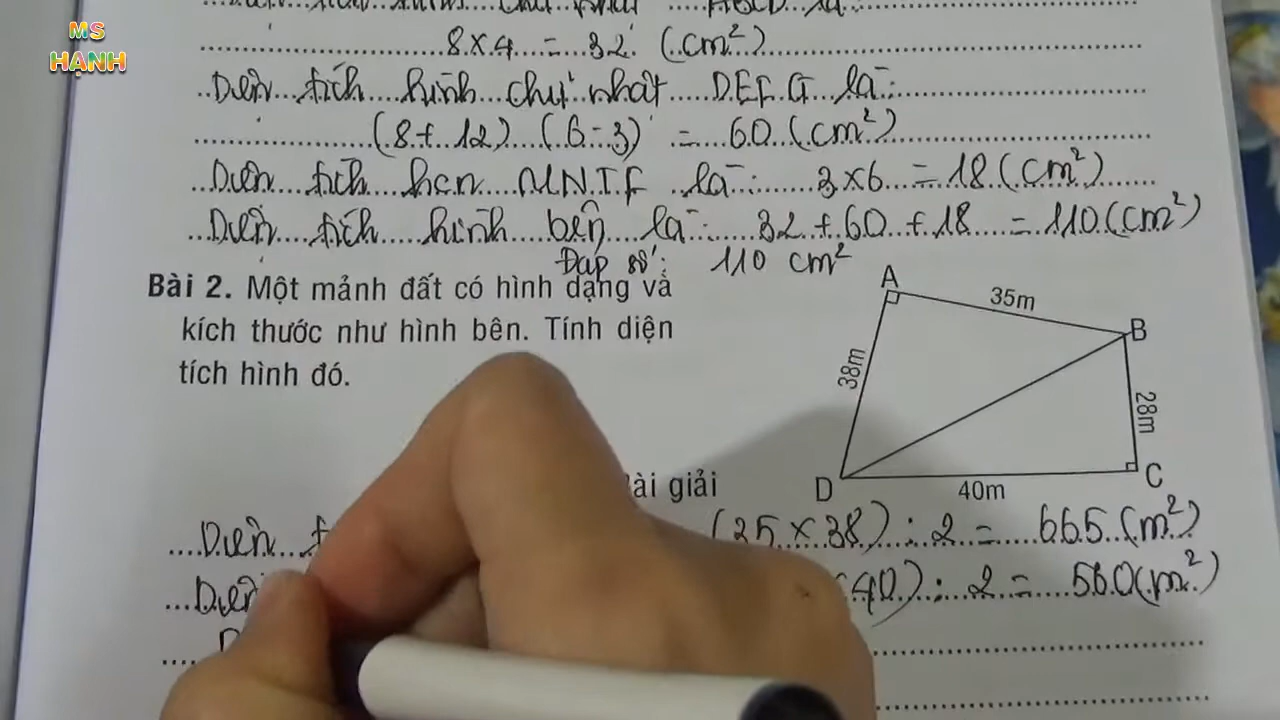 MS
HẠNH
8 x 4 = 32 (cm²)
Diện tích hình chữ nhật DEFG là:
(8 + 12) (6 - 3) = 60 (cm²)
Diện tích hcn MNTF là: 3 x 6 = 18 (cm²)
Diện tích hình bên là: 32 + 60 + 18 = 110 (cm²)
Đáp số: 110 cm²
Bài 2. Một mảnh đất có hình dạng và
kích thước như hình bên. Tính diện
tích hình đó.
A
35m
B
38m
28m
D
40m
C
ài giải
Diện (35 x 38) : 2 = 665 (m²)
Diện 40) : 2 = 560 (m²)